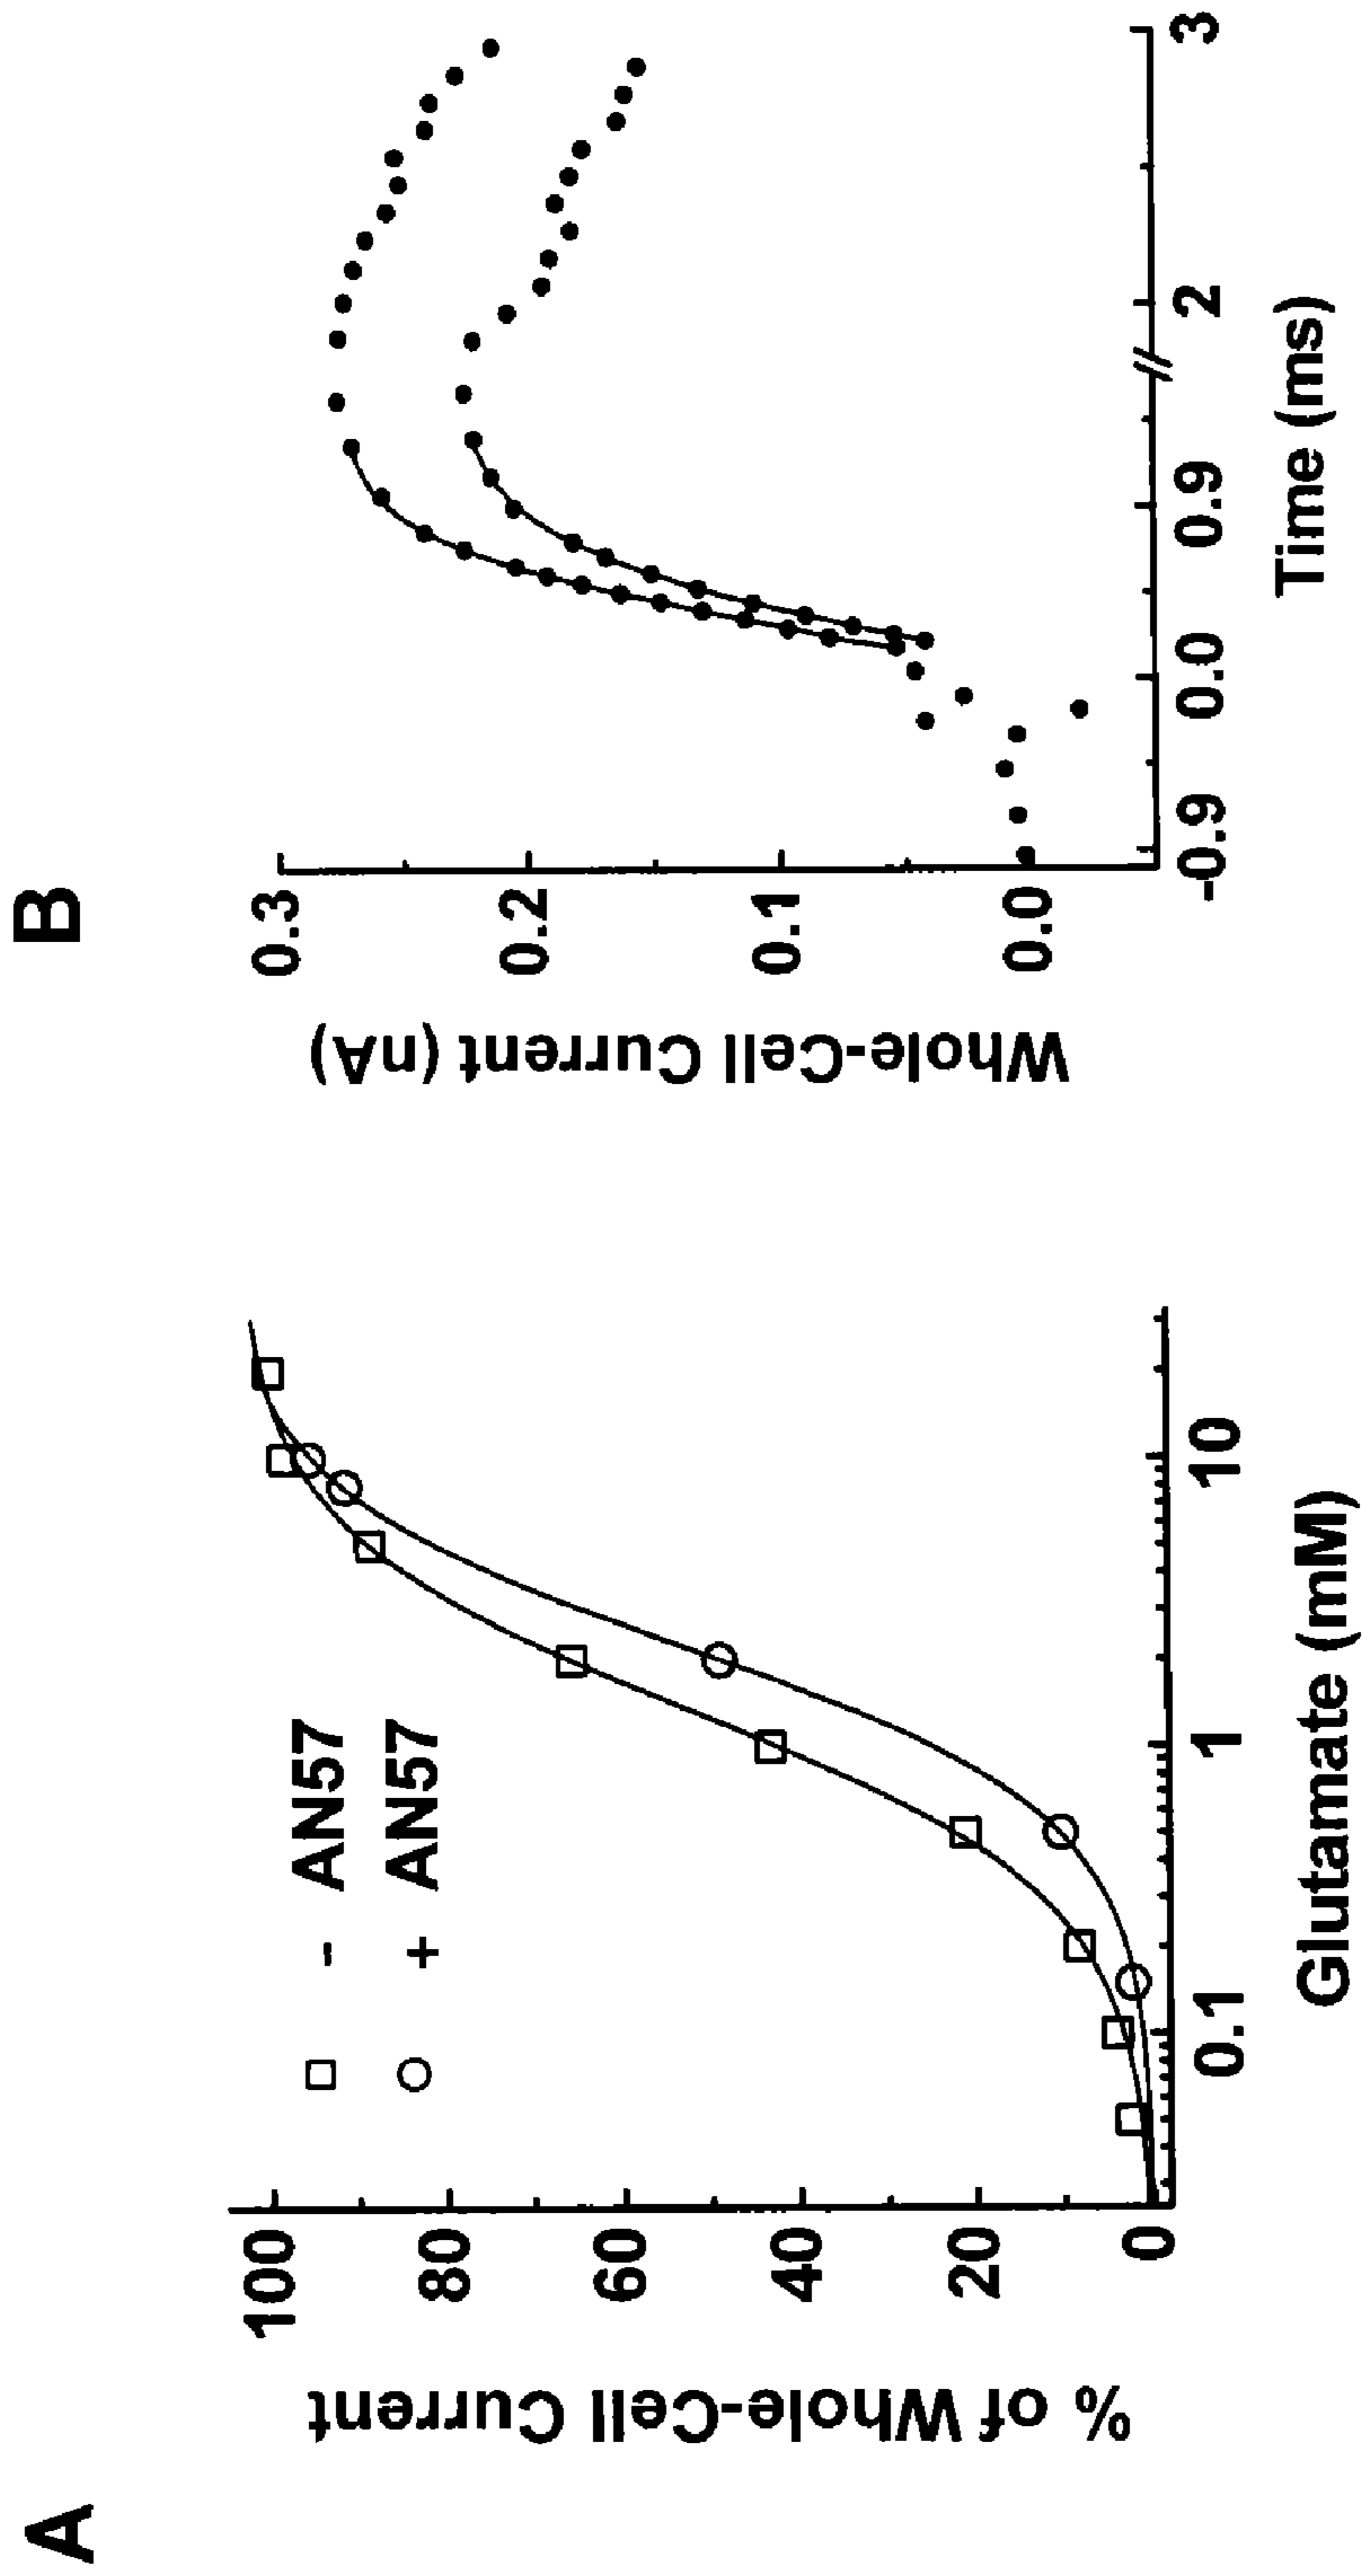 A
% of Whole-Cell Current
100
80
60
40
20
0
- AN57
+ AN57
0.1
1
10
Glutamate (mM)
B
Whole-Cell Current (nA)
0.3
0.2
0.1
0.0
-0.9
0.0
0.9
2
3
Time (ms)